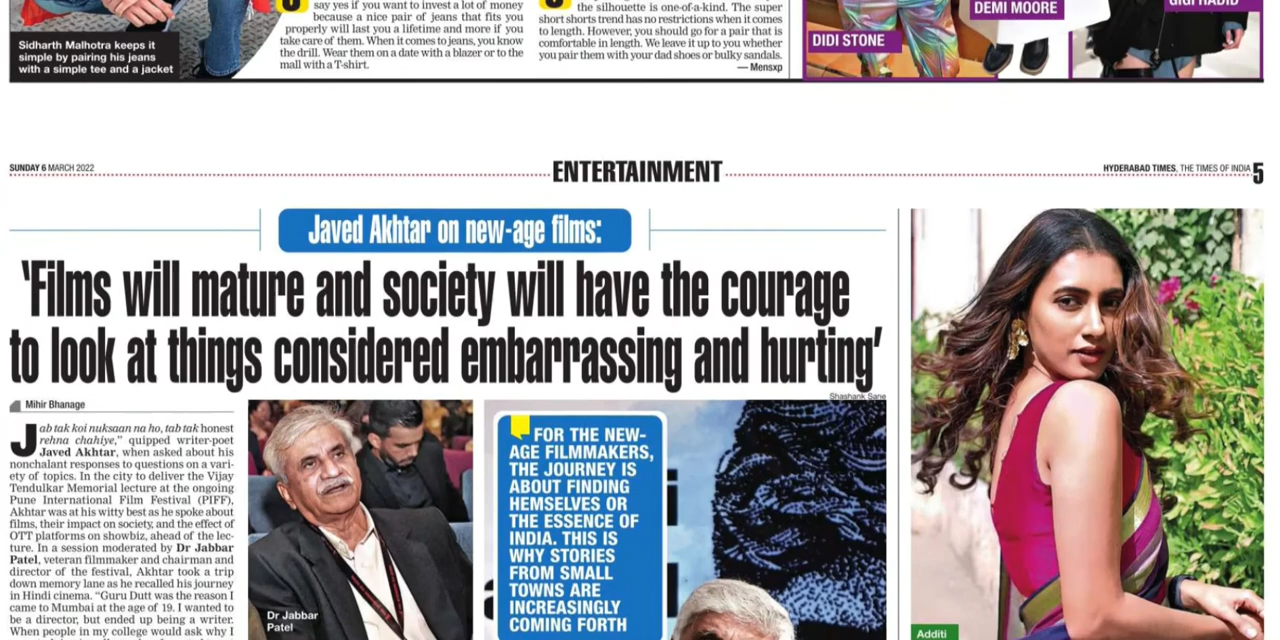 Sidharth Malhotra keeps it
simple by pairing his jeans
with a simple tee and a jacket
say yes if you want to invest a lot of money
because a nice pair of jeans that fits you
properly will last you a lifetime and more if you
take care of them. When it comes to jeans, you know
the drill. Wear them on a date with a blazer or to the
mall with a T-shirt.
the silhouette is one-of-a-kind. The super
short shorts trend has no restrictions when it comes
to length. However, you should go for a pair that is
comfortable in length. We leave it up to you whether
you pair them with your dad shoes or bulky sandals.
— Mensxp
DIDI STONE
DEMI MOORE
GIGI HADID
SUNDAY 6 MARCH 2022
ENTERTAINMENT
HYDERABAD TIMES, THE TIMES OF INDIA 5
Javed Akhtar on new-age films:
‘Films will mature and society will have the courage
to look at things considered embarrassing and hurting’
Shashank Sane
Mihir Bhanage
Jab tak koi nuksaan na ho, tab tak honest
rehna chahiye,” quipped writer-poet
Javed Akhtar, when asked about his
nonchalant responses to questions on a vari-
ety of topics. In the city to deliver the Vijay
Tendulkar Memorial lecture at the ongoing
Pune International Film Festival (PIFF),
Akhtar was at his witty best as he spoke about
films, their impact on society, and the effect of
OTT platforms on showbiz, ahead of the lec-
ture. In a session moderated by Dr Jabbar
Patel, veteran filmmaker and chairman and
director of the festival, Akhtar took a trip
down memory lane as he recalled his journey
in Hindi cinema. “Guru Dutt was the reason I
came to Mumbai at the age of 19. I wanted to
be a director, but ended up being a writer.
When people in my college would ask why I
Dr Jabbar
Patel
FOR THE NEW-
AGE FILMMAKERS,
THE JOURNEY IS
ABOUT FINDING
HEMSELVES OR
THE ESSENCE OF
INDIA. THIS IS
WHY STORIES
FROM SMALL
TOWNS ARE
INCREASINGLY
COMING FORTH
Additi